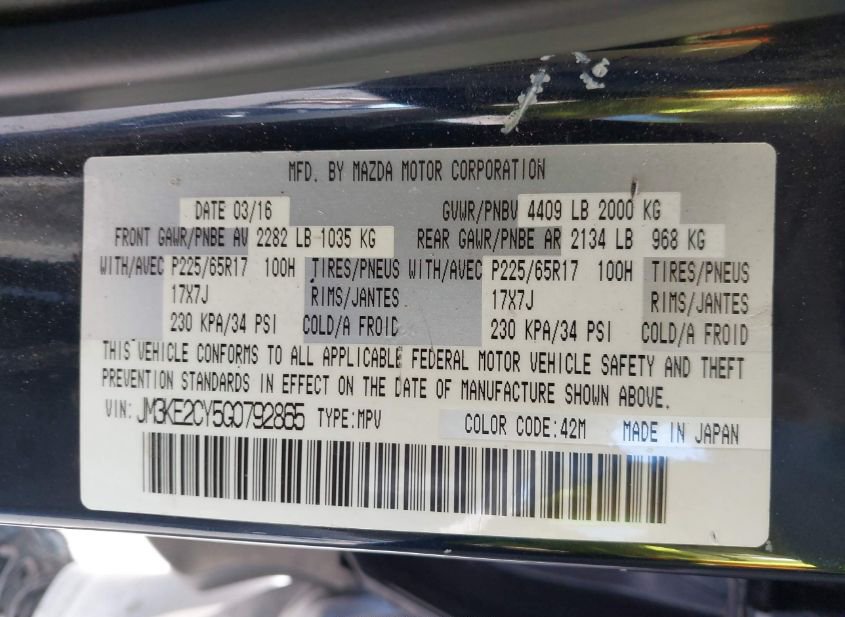 MFD. BY MAZDA MOTOR CORPORATION
DATE 03/16 GVWR/PNBV 4409 LB 2000 KG
FRONT GAWR/PNBE AV 2282 LB 1035 KG REAR GAWR/PNBE AR 2134 LB 968 KG
WITH/AVEC P225/65R17 100H TIRES/PNEUS WITH/AVEC P225/65R17 100H TIRES/PNEUS
17X7J RIMS/JANTES 17X7J RIMS/JANTES
230 KPA/34 PSI COLD/A FROID 230 KPA/34 PSI COLD/A FROID
THIS VEHICLE CONFORMS TO ALL APPLICABLE FEDERAL MOTOR VEHICLE SAFETY AND THEFT
PREVENTION STANDARDS IN EFFECT ON THE DATE OF MANUFACTURE SHOWN ABOVE.
VIN: JM3KE2CY5G0792865 TYPE:MPV COLOR CODE:42M MADE IN JAPAN